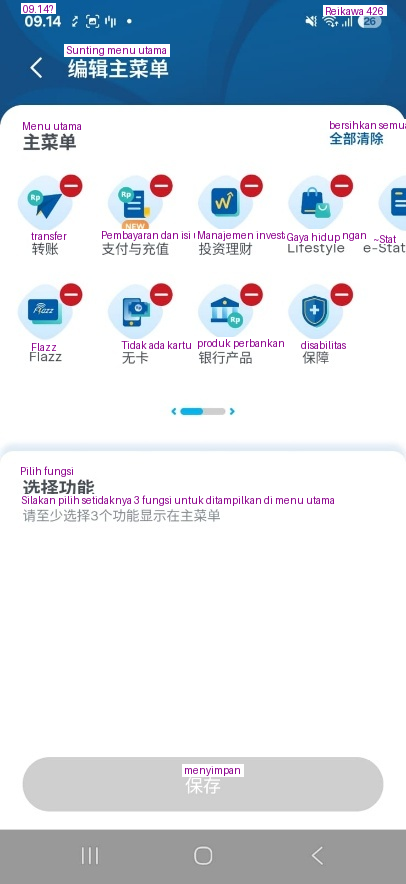 09.14?
09.14
Reikawa 426
26
Sunting menu utama
编辑主菜单
Menu utama
主菜单
bersihkan semua
全部清除
Rp
Rp
NEW
transfer
转账
Pembayaran dan isi
支付与充值
Manajemen invest
投资理财
Gaya hidup
Lifestyle
ngan
~Stat
e-Stat
Flazz
Rp
Flazz
Flazz
Tidak ada kartu
无卡
produk perbankan
银行产品
disabilitas
保障
Pilih fungsi
选择功能
Silakan pilih setidaknya 3 fungsi untuk ditampilkan di menu utama
请至少选择3个功能显示在主菜单
menyimpan
保存